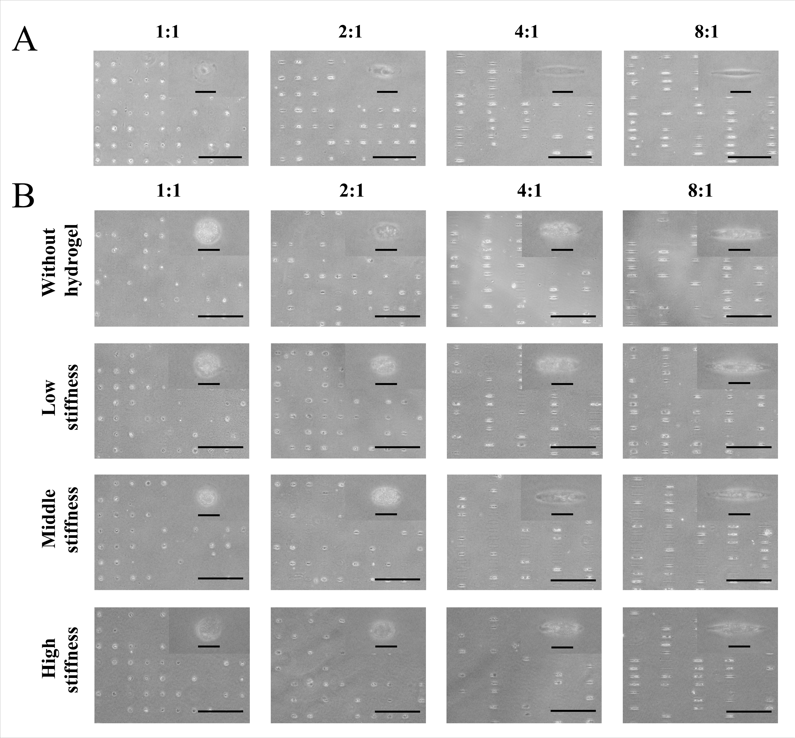 A
1:1 2:1 4:1 8:1
B
1:1 2:1 4:1 8:1
Without
hydrogel
Low
stiffness
Middle
stiffness
High
stiffness